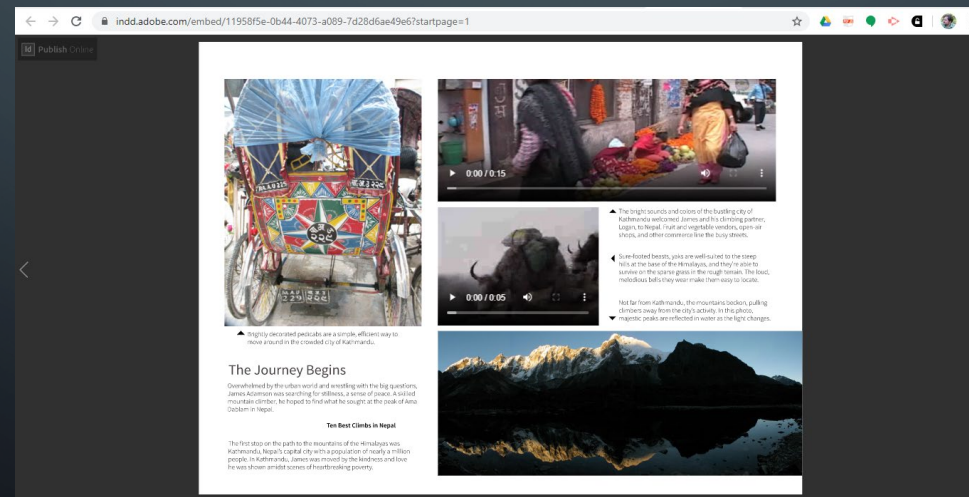 indd.adobe.com/embed/11958f5e-0b44-4073-a089-7d28d6ae49e6?startpage=1
Id Publish Online
0:00 / 0:15
The bright sounds and colors of the bustling city of
Kathmandu welcomed James and his climbing partner,
Logan, to Nepal. Fruit and vegetable vendors, open-air
shops, and other commerce line the busy streets.
0:00 / 0:05
Sure-footed beasts, yaks are well-suited to the steep
hills at the base of the Himalayas, and they're able to
survive on the sparse grass in the rough terrain. The loud,
melodious bells they wear make them easy to locate.
Not far from Kathmandu, the mountains beckon, pulling
climbers away from the city's activity. In this photo,
majestic peaks are reflected in water as the light changes.
Brightly decorated pedicabs are a simple, efficient way to
move around in the crowded city of Kathmandu.
The Journey Begins
Overwhelmed by the urban world and wrestling with the big questions,
James Adamson was searching for stillness, a sense of peace. A skilled
mountain climber, he hoped to find what he sought at the peak of Ama
Dablam in Nepal.
Ten Best Climbs in Nepal
The first stop on the path to the mountains of the Himalayas was
Kathmandu, Nepal's capital city with a population of nearly a million
people. In Kathmandu, James was moved by the kindness and love
he was shown amidst scenes of heartbreaking poverty.